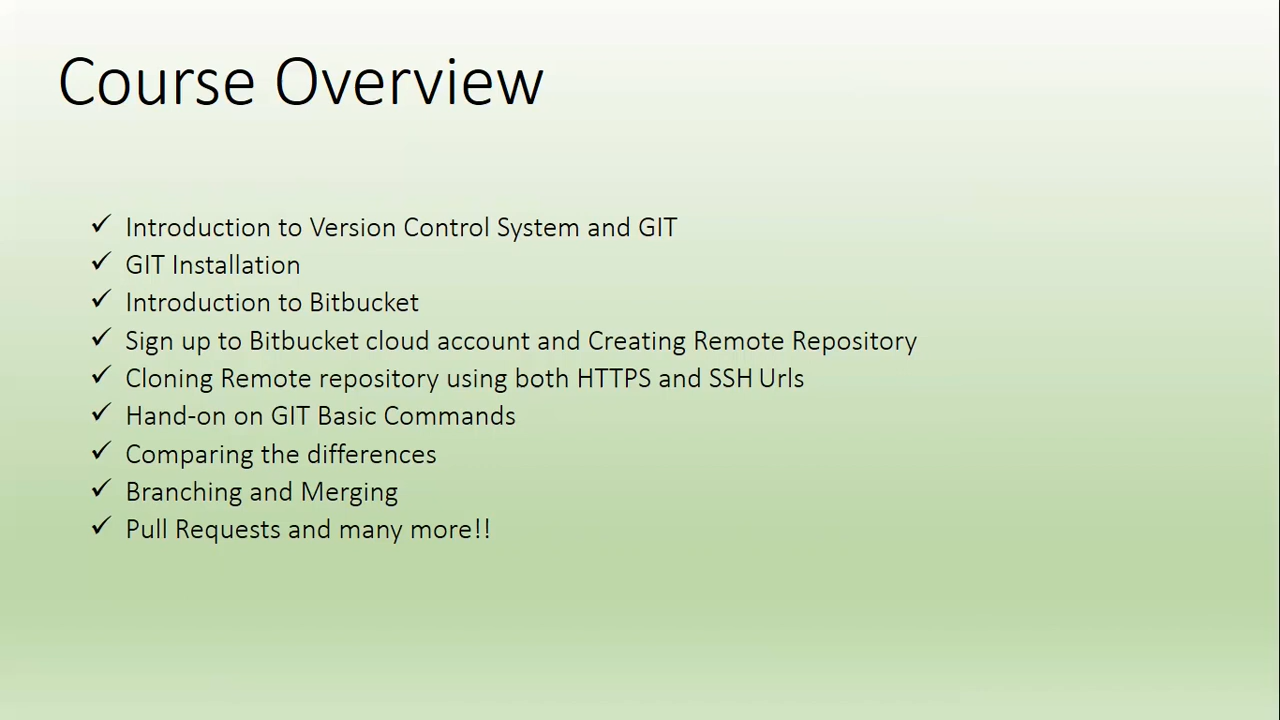 Course Overview
✓ Introduction to Version Control System and GIT
✓ GIT Installation
✓ Introduction to Bitbucket
✓ Sign up to Bitbucket cloud account and Creating Remote Repository
✓ Cloning Remote repository using both HTTPS and SSH Urls
✓ Hand-on on GIT Basic Commands
✓ Comparing the differences
✓ Branching and Merging
✓ Pull Requests and many more!!